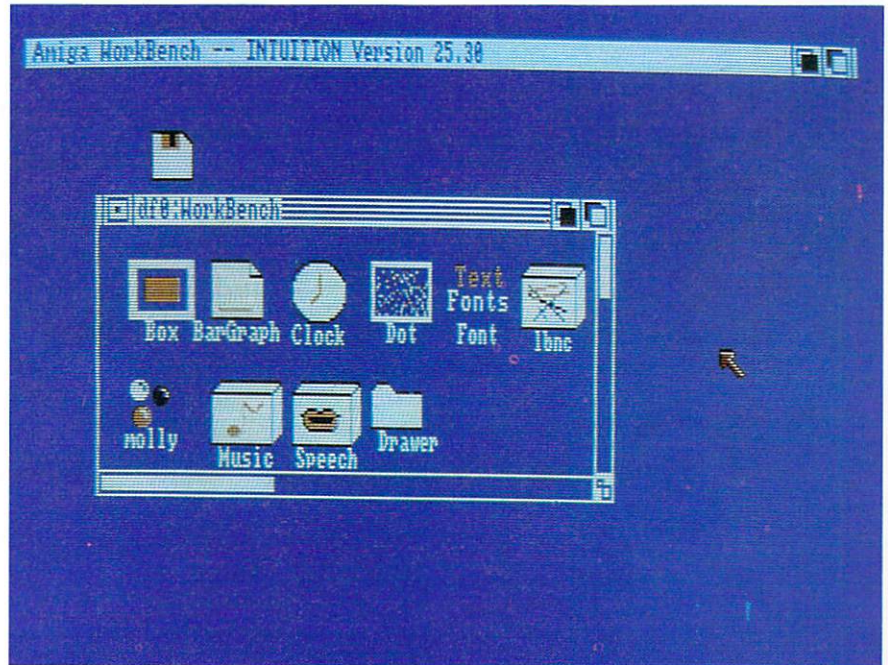 Amiga WorkBench -- INTUITION Version 25.30
df0:WorkBench
Text
Fonts
Box BarGraph Clock Dot Font lbnc
molly Music Speech Drawer